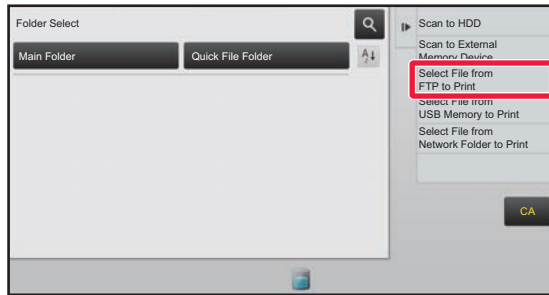 Folder Select
Main Folder
Quick File Folder
Scan to HDD
Scan to External
Memory Device
Select File from
FTP to Print
Select File from
USB Memory to Print
Select File from
Network Folder to Print
CA